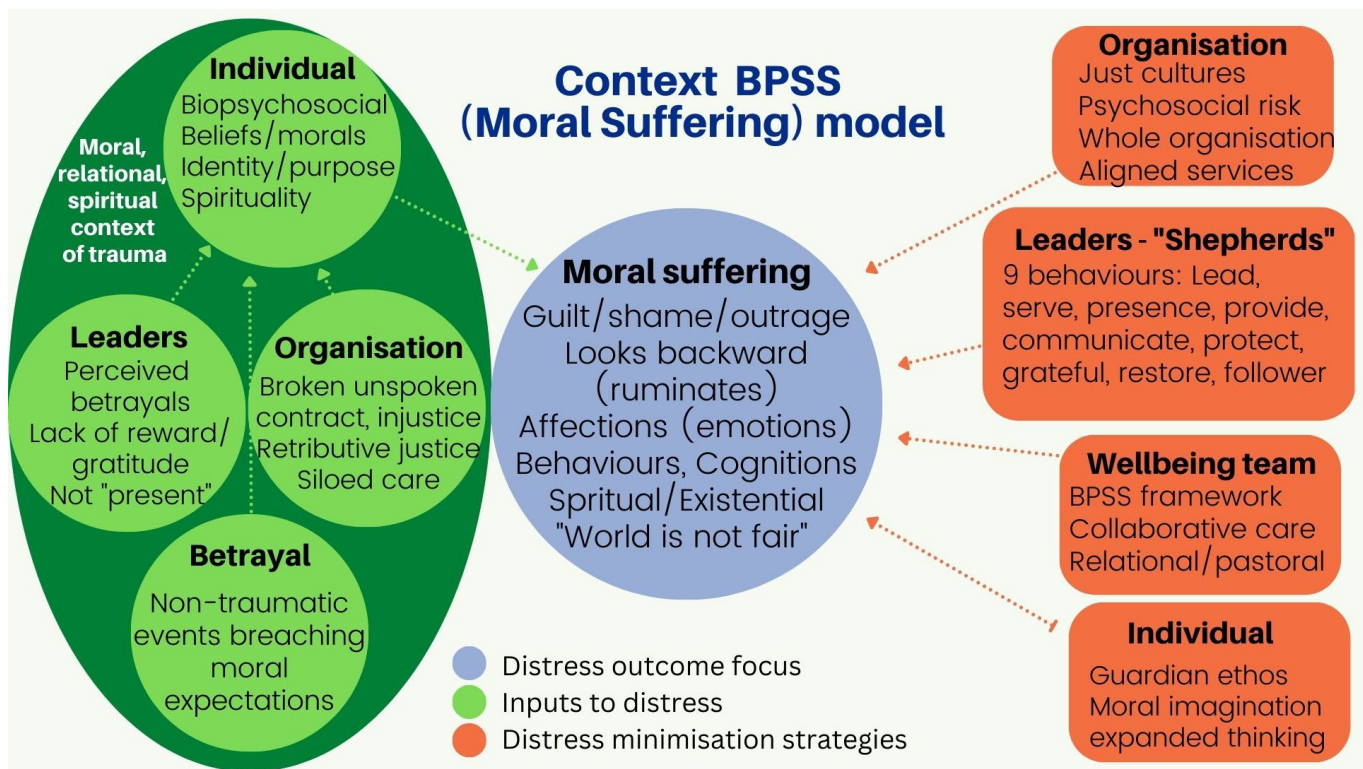 Context BPSS
(Moral Suffering) model
Moral,
relational,
spiritual
context
of trauma
Individual
Biopsychosocial
Beliefs/morals
Identity/purpose
Spirituality
Leaders
Perceived
betrayals
Lack of reward/
gratitude
Not "present"
Organisation
Broken unspoken
contract, injustice
Retributive justice
Siloed care
Betrayal
Non-traumatic
events breaching
moral
expectations
Moral suffering
Guilt/shame/outrage
Looks backward
(ruminates)
Affections (emotions)
Behaviours, Cognitions
Spritual/Existential
"World is not fair"
Organisation
Just cultures
Psychosocial risk
Whole organisation
Aligned services
Leaders - "Shepherds"
9 behaviours: Lead,
serve, presence, provide,
communicate, protect,
grateful, restore, follower
Wellbeing team
BPSS framework
Collaborative care
Relational/pastoral
Individual
Guardian ethos
Moral imagination
expanded thinking
Distress outcome focus
Inputs to distress
Distress minimisation strategies